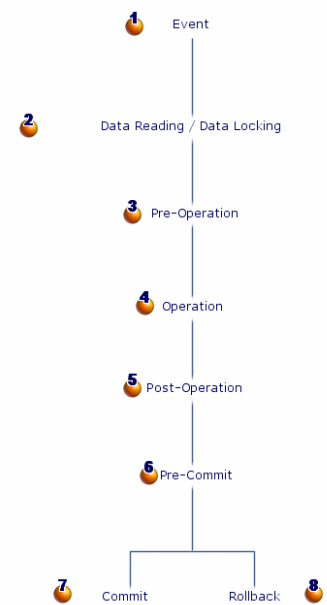 1 Event
2 Data Reading / Data Locking
3 Pre-Operation
4 Operation
5 Post-Operation
6 Pre-Commit
7 Commit Rollback 8